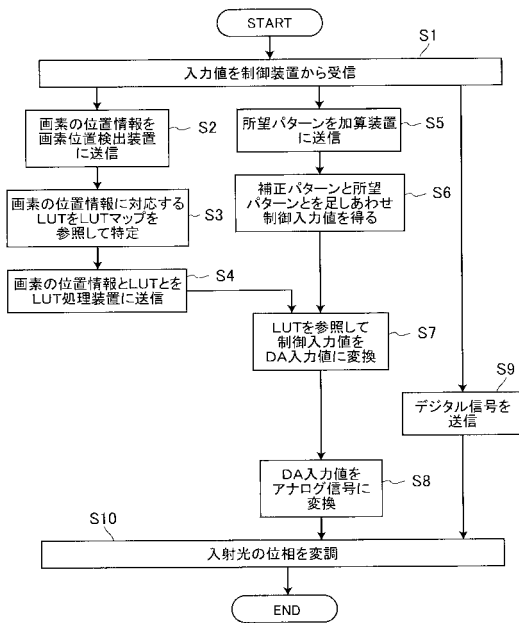 START
S1
入力値を制御装置から受信
画素の位置情報を
画素位置検出装置
に送信
S2
所望パターンを加算装置
に送信
S5
画素の位置情報に対応する
LUTをLUTマップを
参照して特定
S3
補正パターンと所望
パターンとを足しあわせ
制御入力値を得る
S6
画素の位置情報とLUTとを
LUT処理装置に送信
S4
LUTを参照して
制御入力値を
DA入力値に変換
S7
デジタル信号を
送信
S9
DA入力値を
アナログ信号に
変換
S8
S10
入射光の位相を変調
END